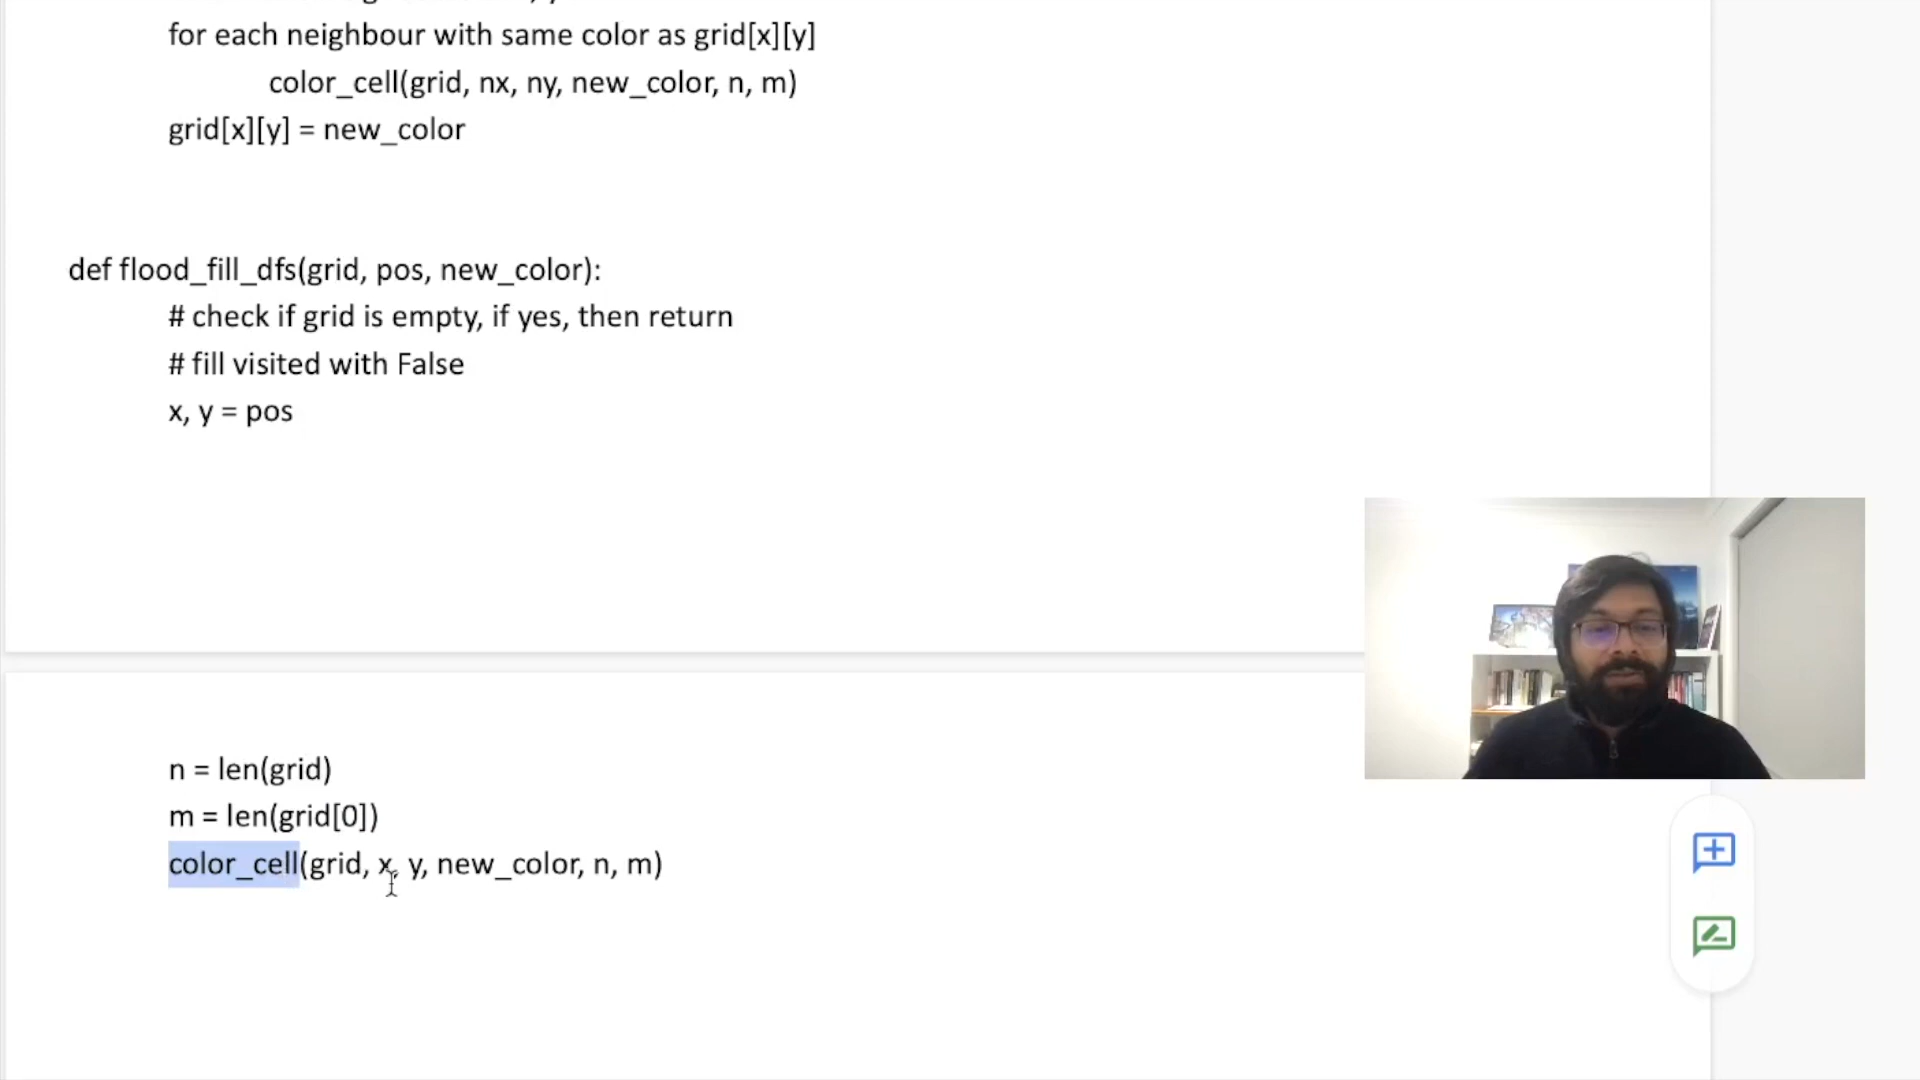 for each neighbour with same color as grid[x][y]
color_cell(grid, nx, ny, new_color, n, m)
grid[x][y] = new_color
def flood_fill_dfs(grid, pos, new_color):
# check if grid is empty, if yes, then return
# fill visited with False
x, y = pos
n = len(grid)
m = len(grid[0])
color_cell(grid, x, y, new_color, n, m)